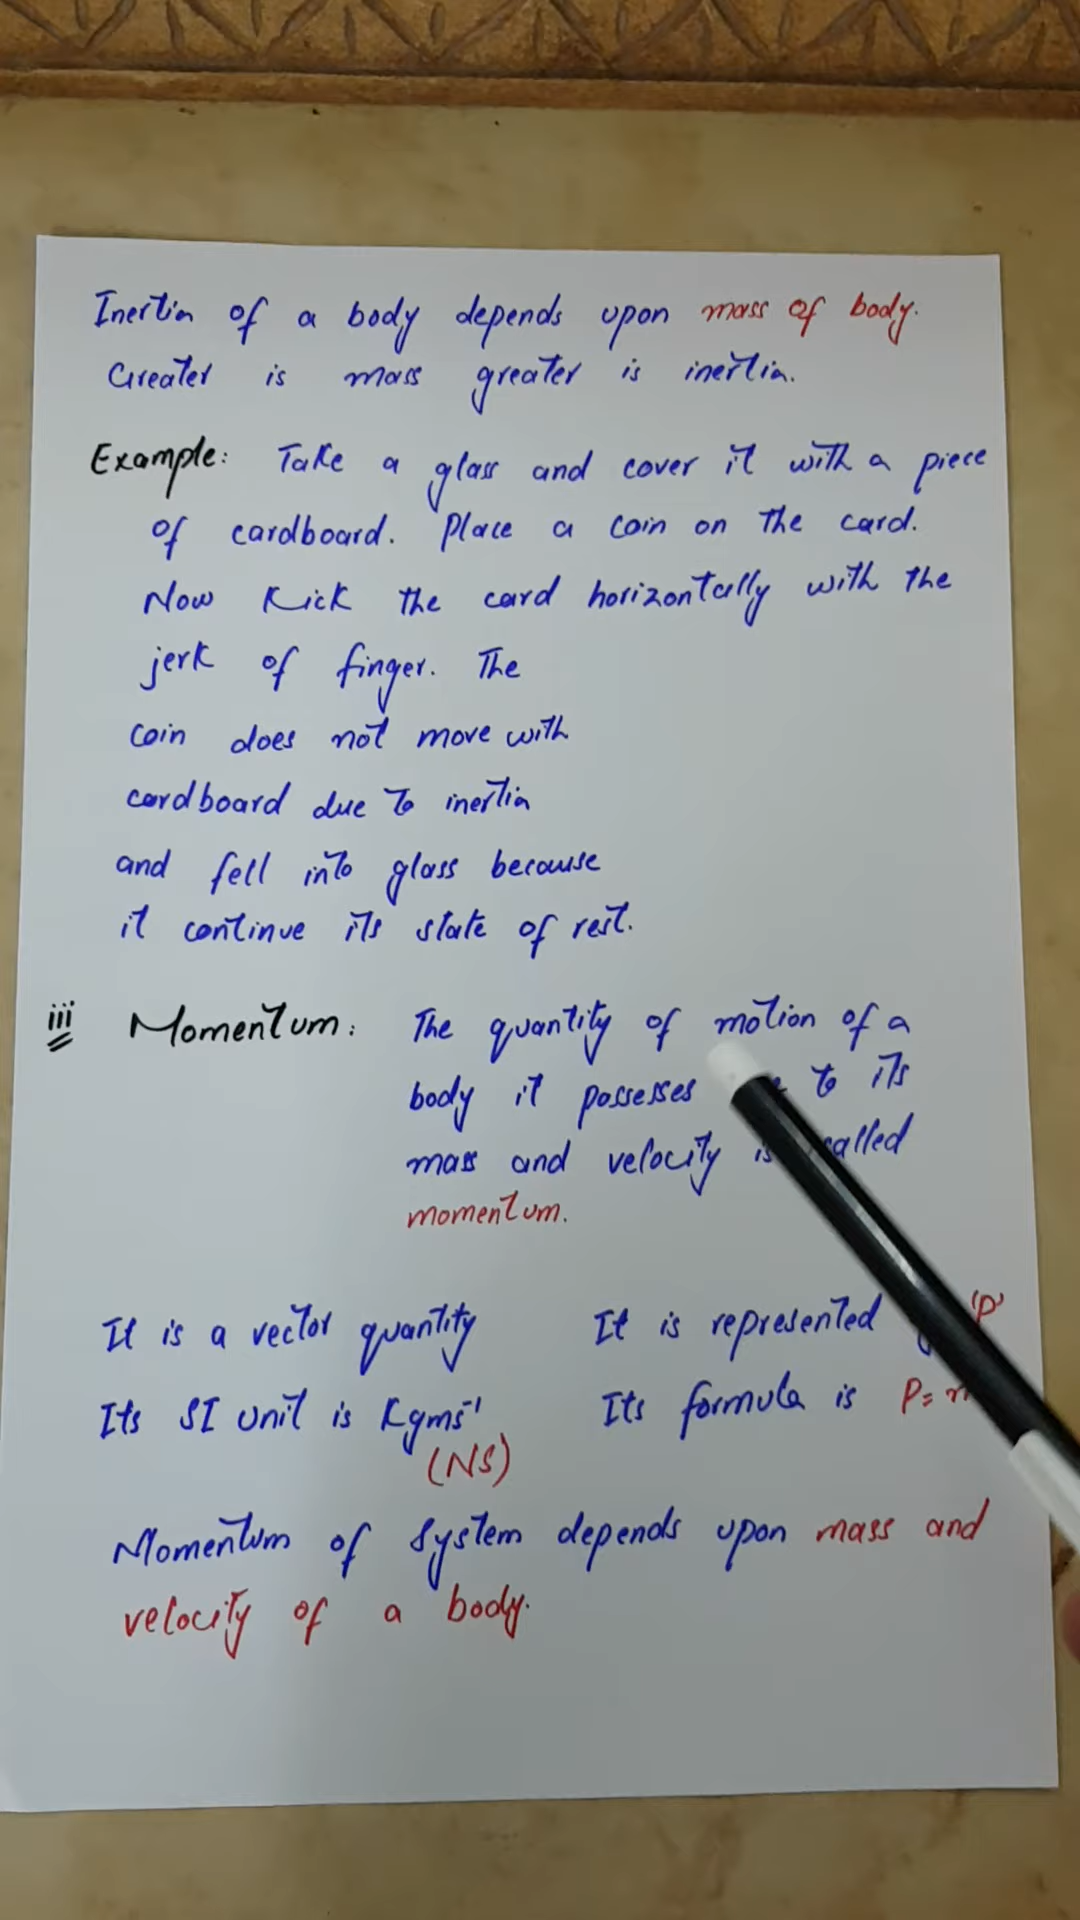 Inertia of a body depends upon mass of body.
Greater is mass greater is inertia.
Example: Take a glass and cover it with a piece
of cardboard. Place a coin on the card.
Now Kick the card horizontally with the
jerk of finger. The
coin does not move with
cardboard due to inertia
and fell into glass because
it continue its state of rest.
iii Momentum: The quantity of motion of a
body it possesses to its
mass and velocity is called
momentum.
It is a vector quantity It is represented 'P'
Its SI unit is Kgms⁻¹ Its formula is P=
(NS)
Momentum of System depends upon mass and
velocity of a body.